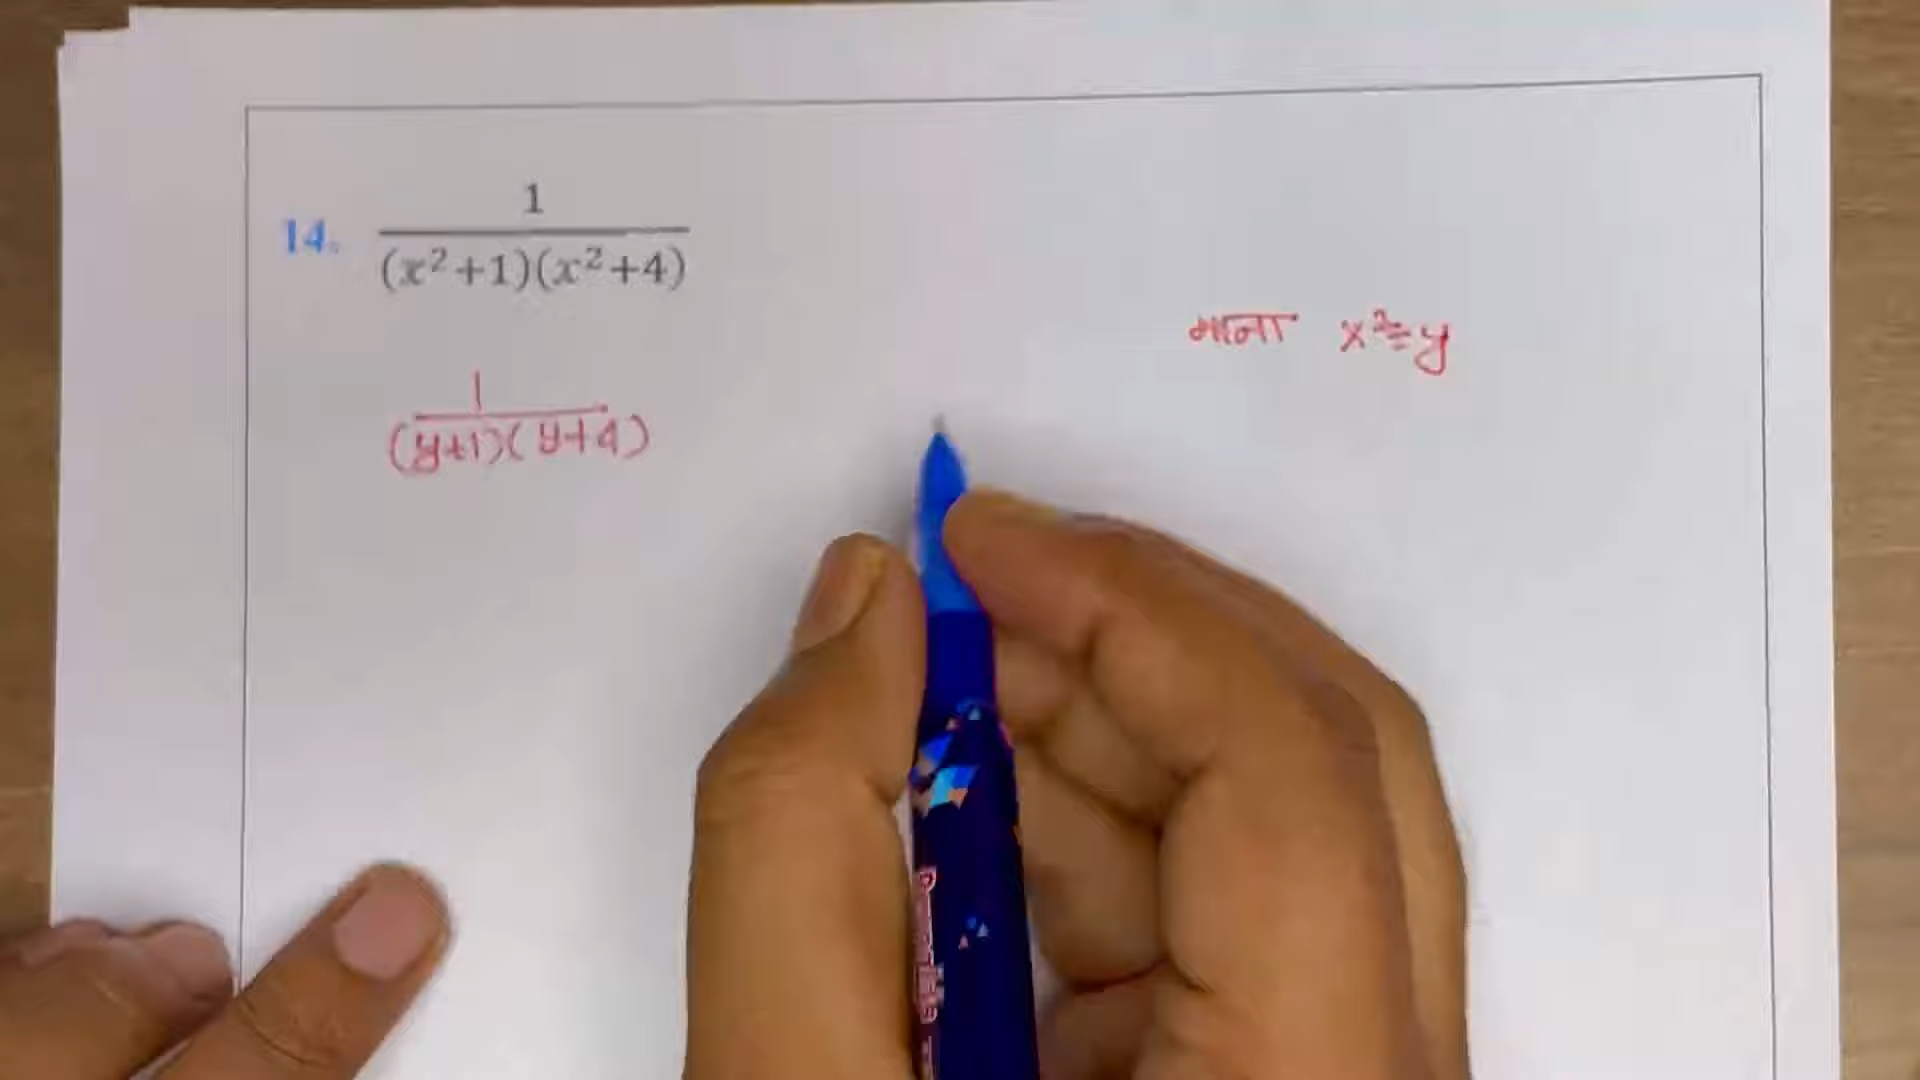 14. 1/((x²+1)(x²+4))
माना x²=y
1/((y+1)(y+4))